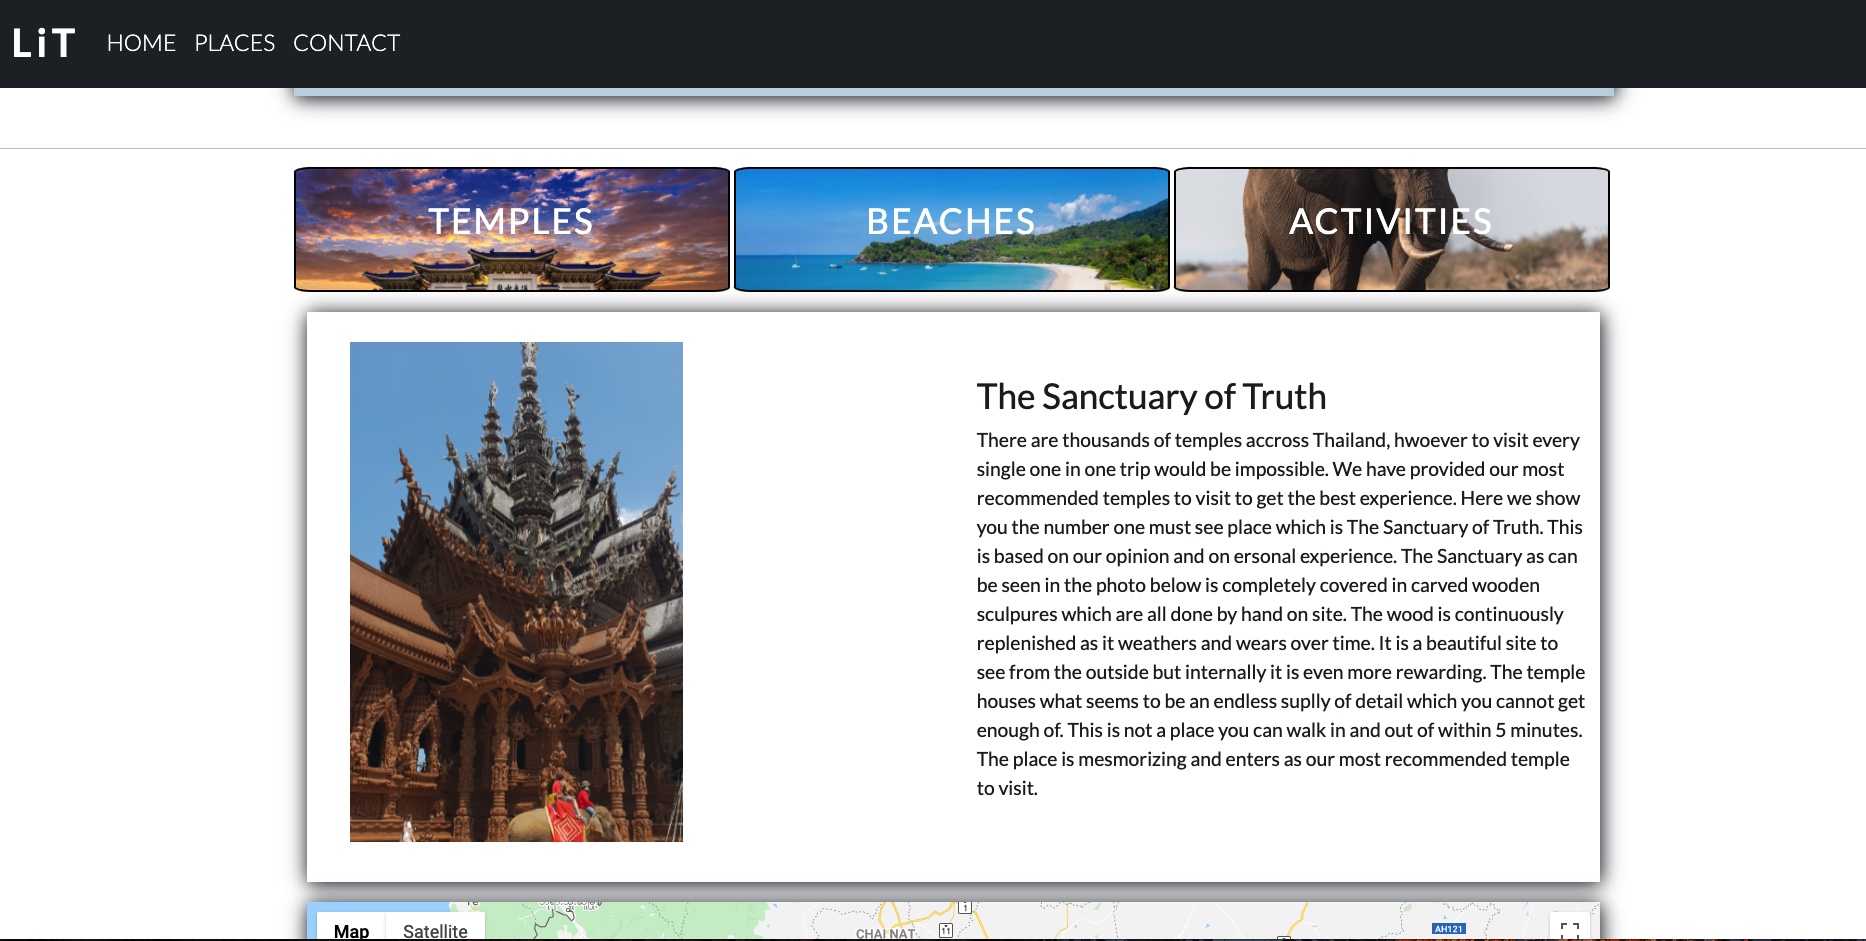 LiT HOME PLACES CONTACT
TEMPLES BEACHES ACTIVITIES
The Sanctuary of Truth
There are thousands of temples accross Thailand, hwoever to visit every
single one in one trip would be impossible. We have provided our most
recommended temples to visit to get the best experience. Here we show
you the number one must see place which is The Sanctuary of Truth. This
is based on our opinion and on ersonal experience. The Sanctuary as can
be seen in the photo below is completely covered in carved wooden
sculpures which are all done by hand on site. The wood is continuously
replenished as it weathers and wears over time. It is a beautiful site to
see from the outside but internally it is even more rewarding. The temple
houses what seems to be an endless suplly of detail which you cannot get
enough of. This is not a place you can walk in and out of within 5 minutes.
The place is mesmorizing and enters as our most recommended temple
to visit.
1
Map Satellite
CHAI NAT
11
AH121